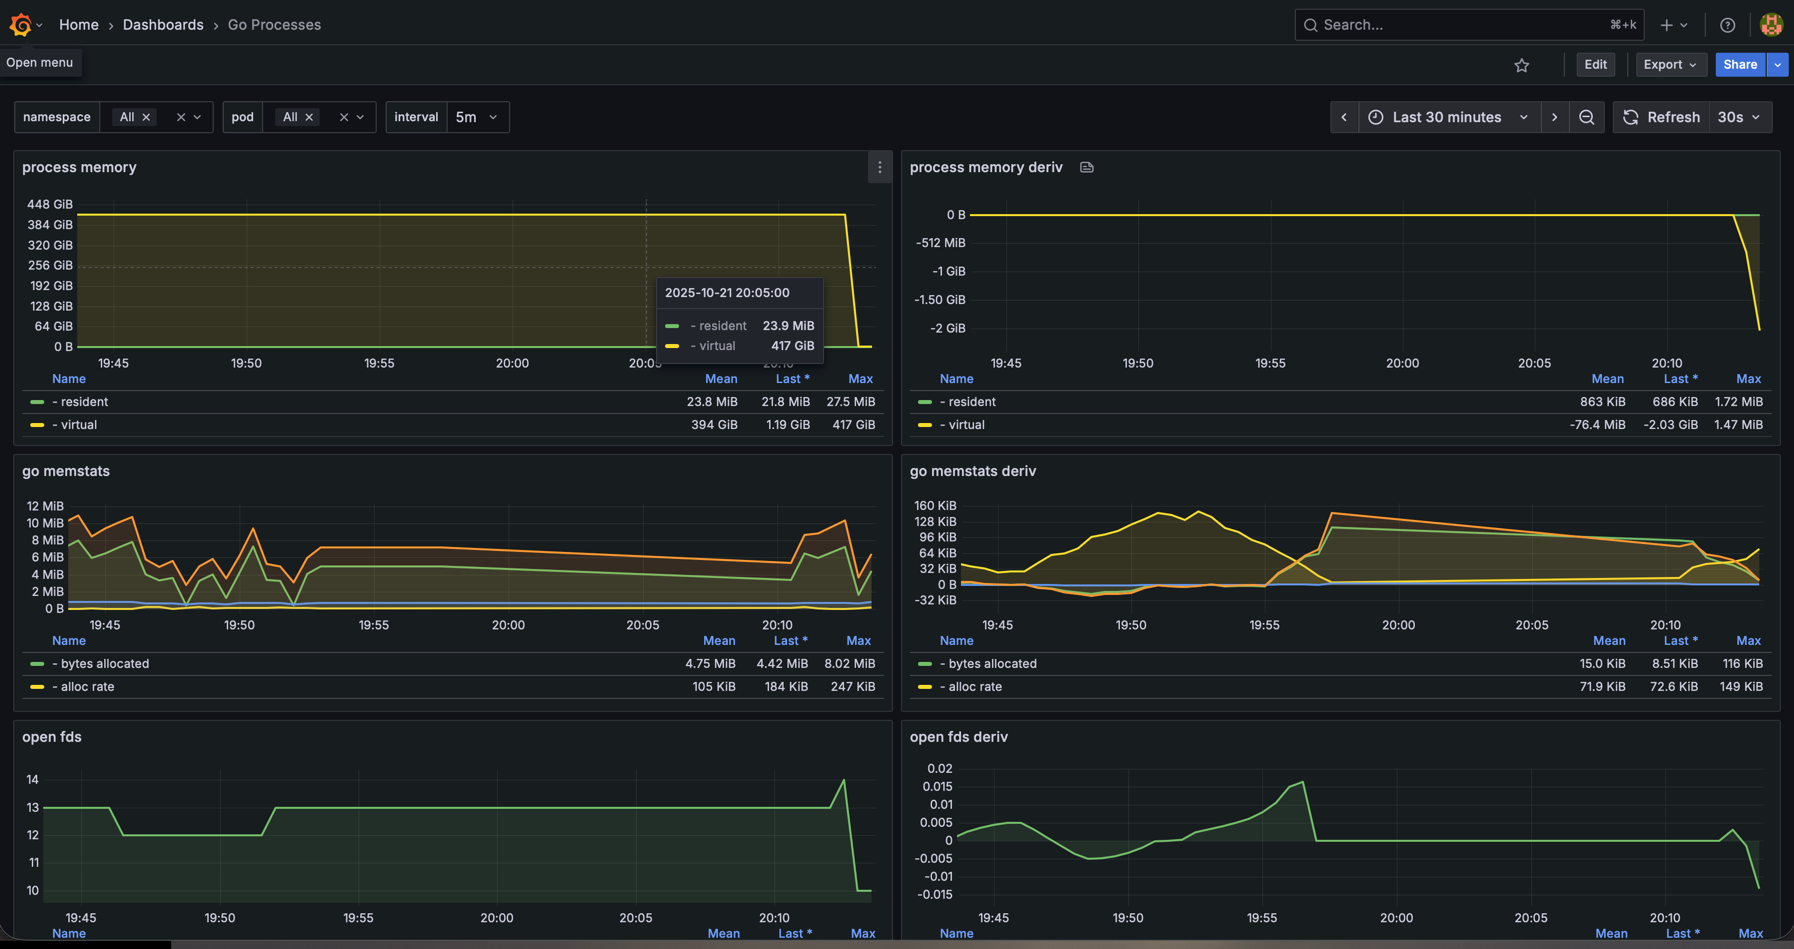 Home › Dashboards › Go Processes
Search...
⌘+k
Open menu
Edit
Export
Share
namespace All
pod All
interval 5m
Last 30 minutes
Refresh 30s
process memory
448 GiB
384 GiB
320 GiB
256 GiB
192 GiB
128 GiB
64 GiB
0 B
19:45 19:50 19:55 20:00
2025-10-21 20:05:00
- resident 23.9 MiB
- virtual 417 GiB
Name Mean Last * Max
- resident 23.8 MiB 21.8 MiB 27.5 MiB
- virtual 394 GiB 1.19 GiB 417 GiB
process memory deriv
0 B
-512 MiB
-1 GiB
-1.50 GiB
-2 GiB
19:45 19:50 19:55 20:00 20:05 20:10
Name Mean Last * Max
- resident 863 KiB 686 KiB 1.72 MiB
- virtual -76.4 MiB -2.03 GiB 1.47 MiB
go memstats
12 MiB
10 MiB
8 MiB
6 MiB
4 MiB
2 MiB
0 B
19:45 19:50 19:55 20:00 20:05 20:10
Name Mean Last * Max
- bytes allocated 4.75 MiB 4.42 MiB 8.02 MiB
- alloc rate 105 KiB 184 KiB 247 KiB
go memstats deriv
160 KiB
128 KiB
96 KiB
64 KiB
32 KiB
0 B
-32 KiB
19:45 19:50 19:55 20:00 20:05 20:10
Name Mean Last * Max
- bytes allocated 15.0 KiB 8.51 KiB 116 KiB
- alloc rate 71.9 KiB 72.6 KiB 149 KiB
open fds
14
13
12
11
10
19:45 19:50 19:55 20:00 20:05 20:10
Name Mean Last * Max
open fds deriv
0.02
0.015
0.01
0.005
0
-0.005
-0.01
-0.015
19:45 19:50 19:55 20:00 20:05 20:10
Name Mean Last * Max